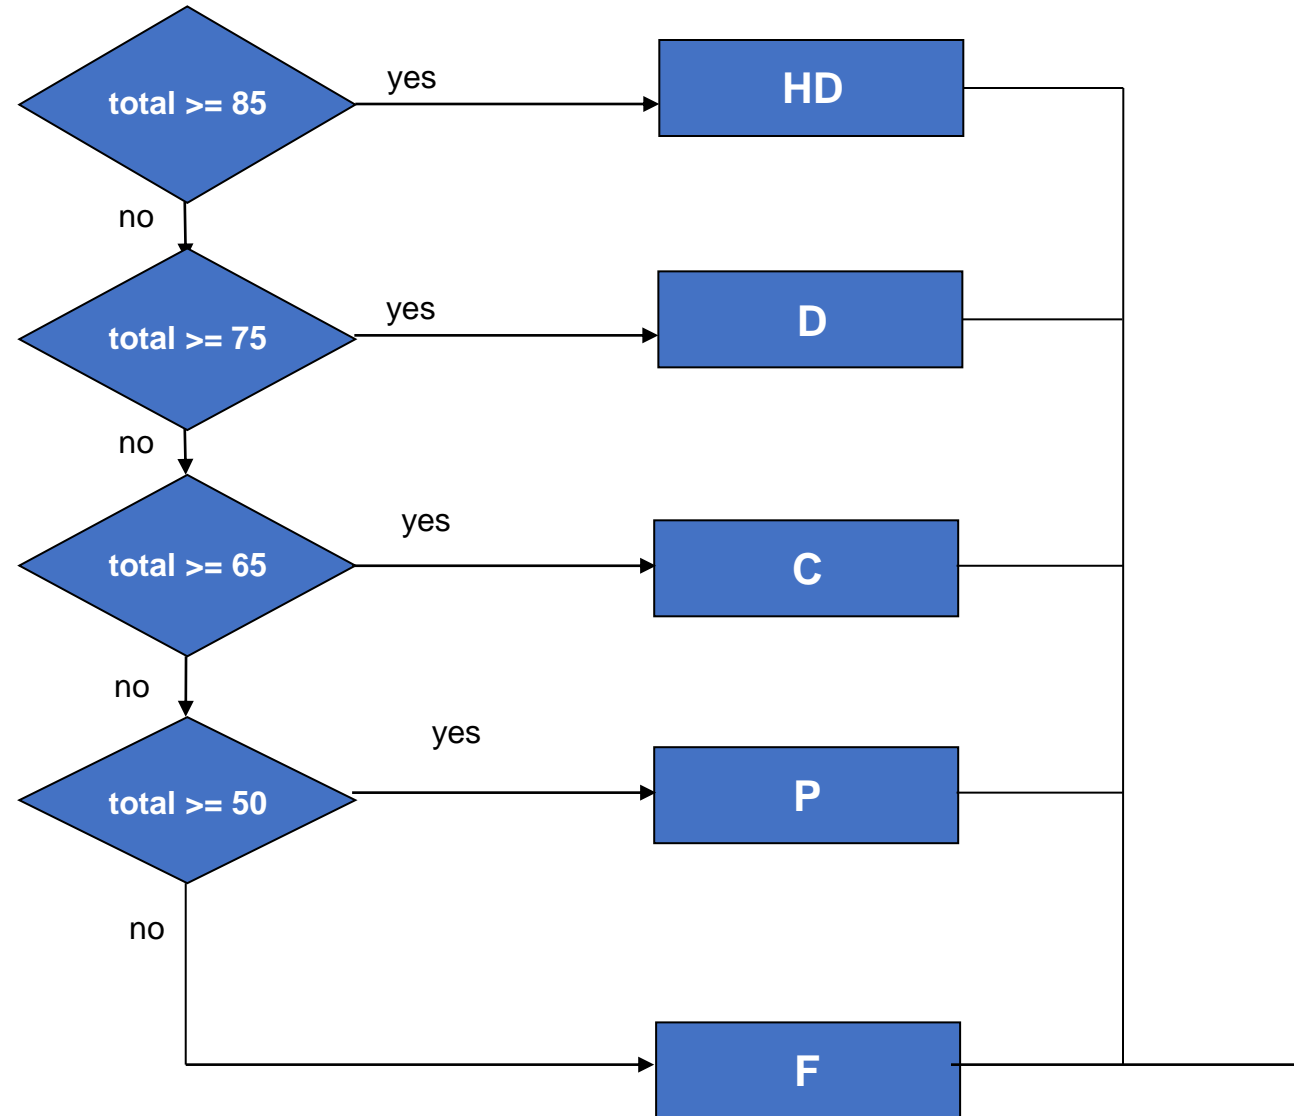 total >= 85
yes
HD
no
total >= 75
yes
D
no
total >= 65
yes
C
no
total >= 50
yes
P
no
F